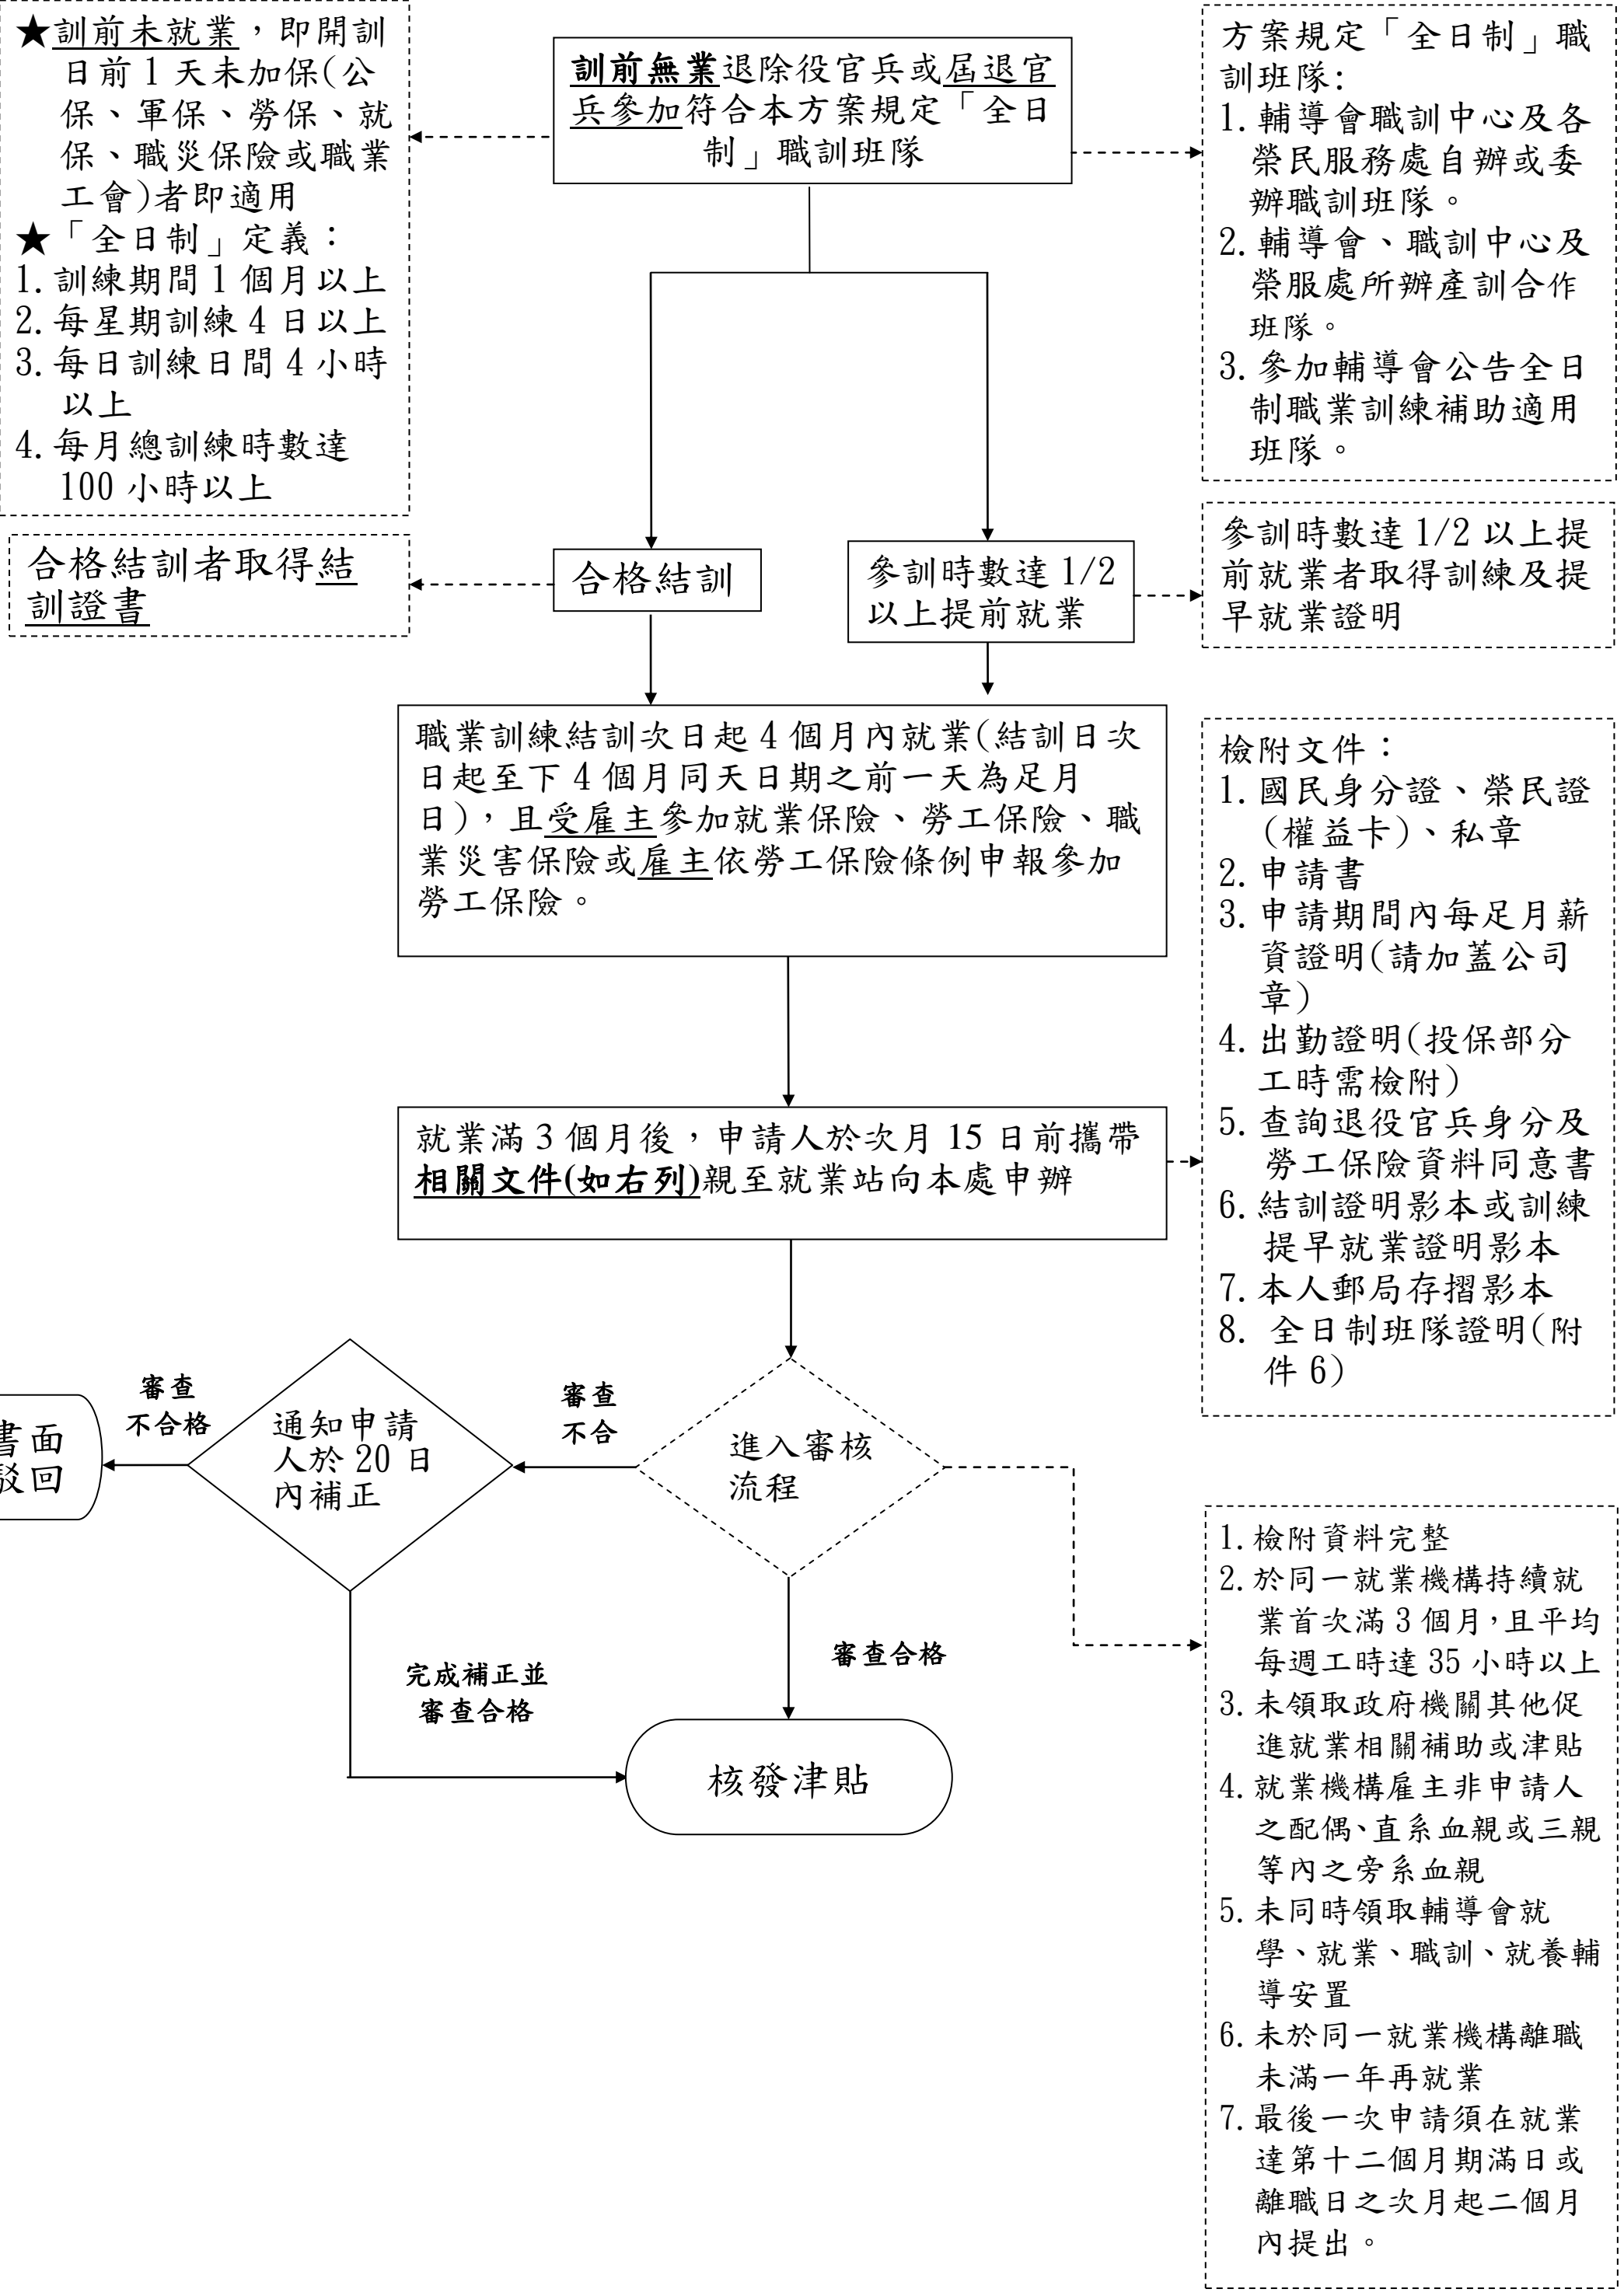 ★訓前未就業，即開訓
日前 1 天未加保(公
保、軍保、勞保、就
保、職災保險或職業
工會)者即適用
★「全日制」定義：
1. 訓練期間 1 個月以上
2. 每星期訓練 4 日以上
3. 每日訓練日間 4 小時
以上
4. 每月總訓練時數達
100 小時以上
訓前無業退除役官兵或屆退官
兵參加符合本方案規定「全日
制」職訓班隊
方案規定「全日制」職
訓班隊:
1. 輔導會職訓中心及各
榮民服務處自辦或委
辦職訓班隊。
2. 輔導會、職訓中心及
榮服處所辦產訓合作
班隊。
3. 參加輔導會公告全日
制職業訓練補助適用
班隊。
合格結訓者取得結
訓證書
合格結訓
參訓時數達 1/2
以上提前就業
參訓時數達 1/2 以上提
前就業者取得訓練及提
早就業證明
職業訓練結訓次日起 4 個月內就業(結訓日次
日起至下 4 個月同天日期之前一天為足月
日)，且受雇主參加就業保險、勞工保險、職
業災害保險或雇主依勞工保險條例申報參加
勞工保險。
就業滿 3 個月後，申請人於次月 15 日前攜帶
相關文件(如右列)親至就業站向本處申辦
檢附文件：
1. 國民身分證、榮民證
(權益卡)、私章
2. 申請書
3. 申請期間內每足月薪
資證明(請加蓋公司
章)
4. 出勤證明(投保部分
工時需檢附)
5. 查詢退役官兵身分及
勞工保險資料同意書
6. 結訓證明影本或訓練
提早就業證明影本
7. 本人郵局存摺影本
8. 全日制班隊證明(附
件 6)
書面
駁回
審查
不合格
通知申請
人於 20 日
內補正
審查
不合
進入審核
流程
完成補正並
審查合格
審查合格
核發津貼
1. 檢附資料完整
2. 於同一就業機構持續就
業首次滿 3 個月，且平均
每週工時達 35 小時以上
3. 未領取政府機關其他促
進就業相關補助或津貼
4. 就業機構雇主非申請人
之配偶、直系血親或三親
等內之旁系血親
5. 未同時領取輔導會就
學、就業、職訓、就養輔
導安置
6. 未於同一就業機構離職
未滿一年再就業
7. 最後一次申請須在就業
達第十二個月期滿日或
離職日之次月起二個月
內提出。